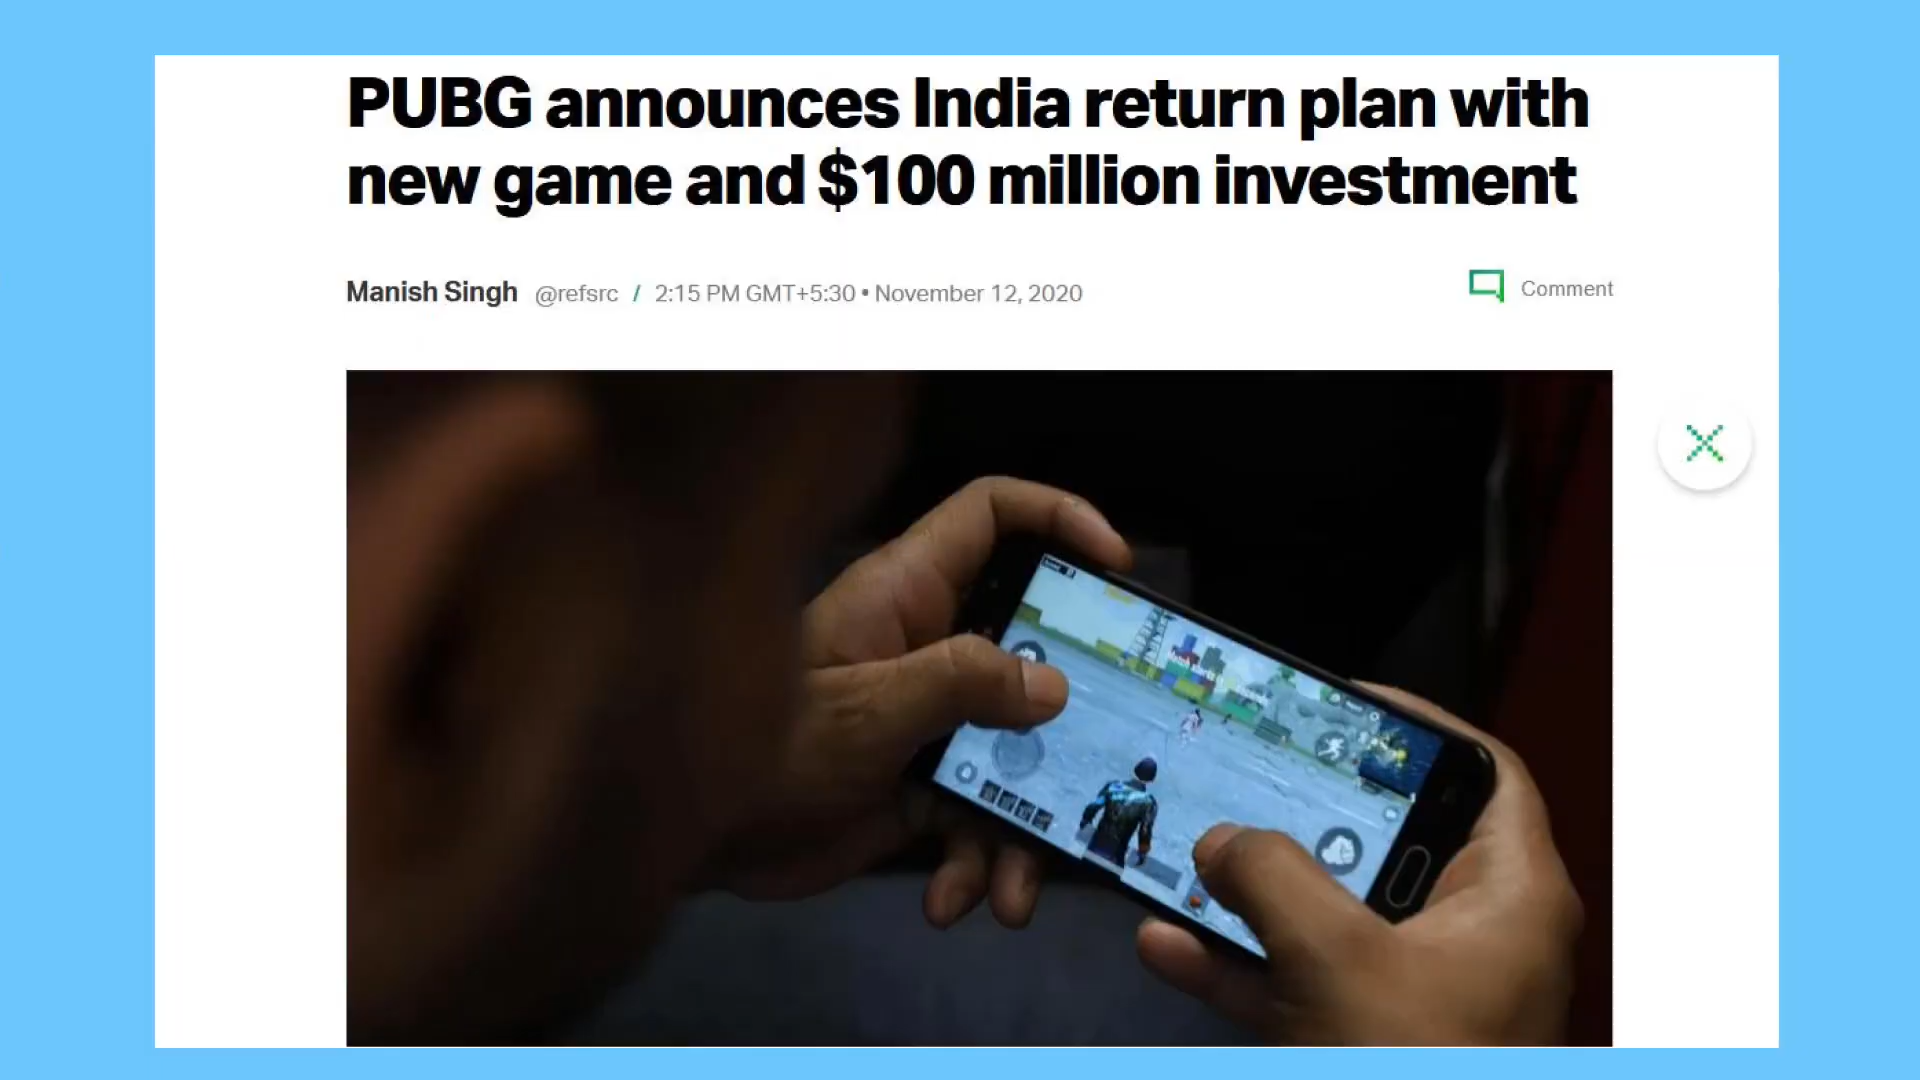 PUBG announces India return plan with
new game and $100 million investment
Manish Singh @refsrc / 2:15 PM GMT+5:30 • November 12, 2020
Comment